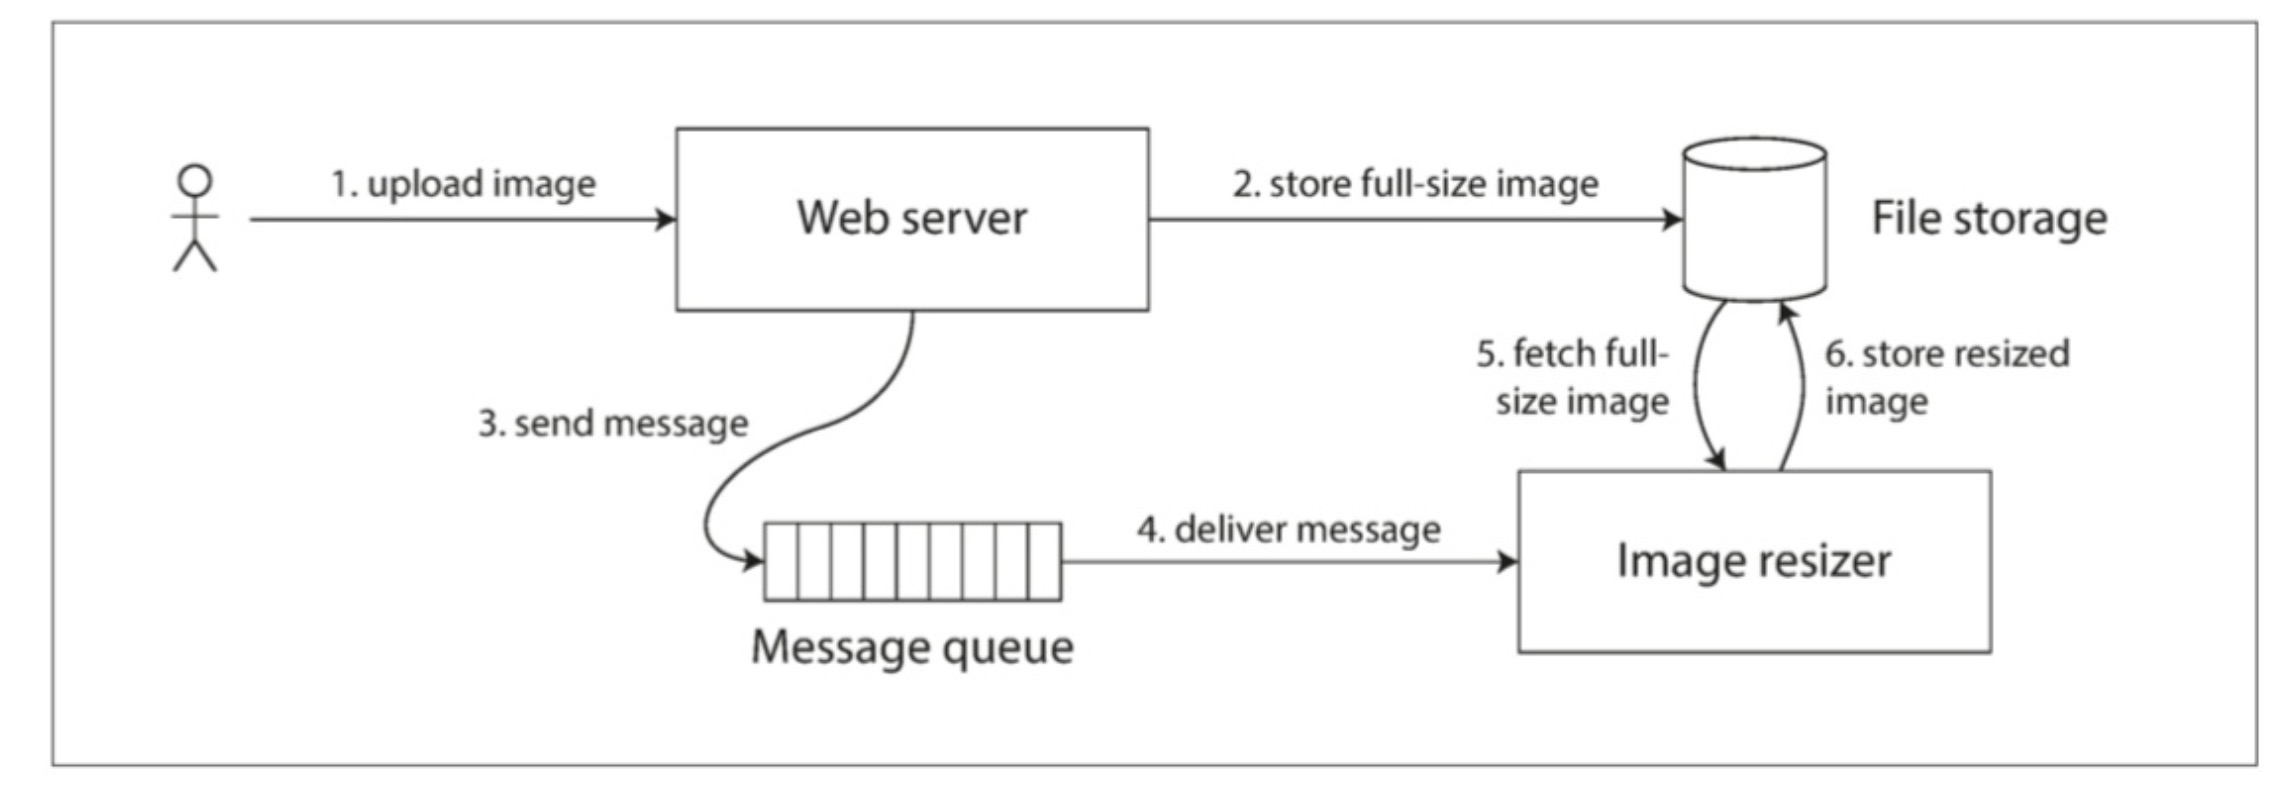 1. upload image
Web server
2. store full-size image
File storage
5. fetch full-
size image
6. store resized
image
3. send message
4. deliver message
Image resizer
Message queue